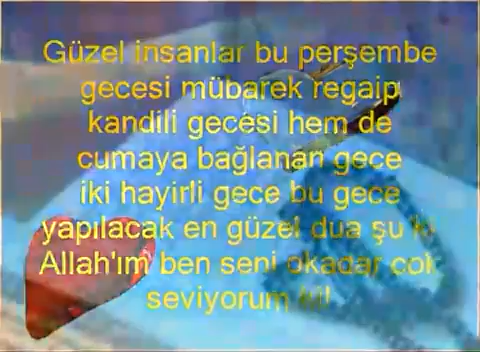 Güzel insanlar bu perşembe
gecesi mübarek regaip
kandili gecesi hem de
cumaya bağlanan gece
iki hayirli gece bu gece
yapılacak en güzel dua şu ki
Allah'ım ben seni okadar çok
seviyorum ki!